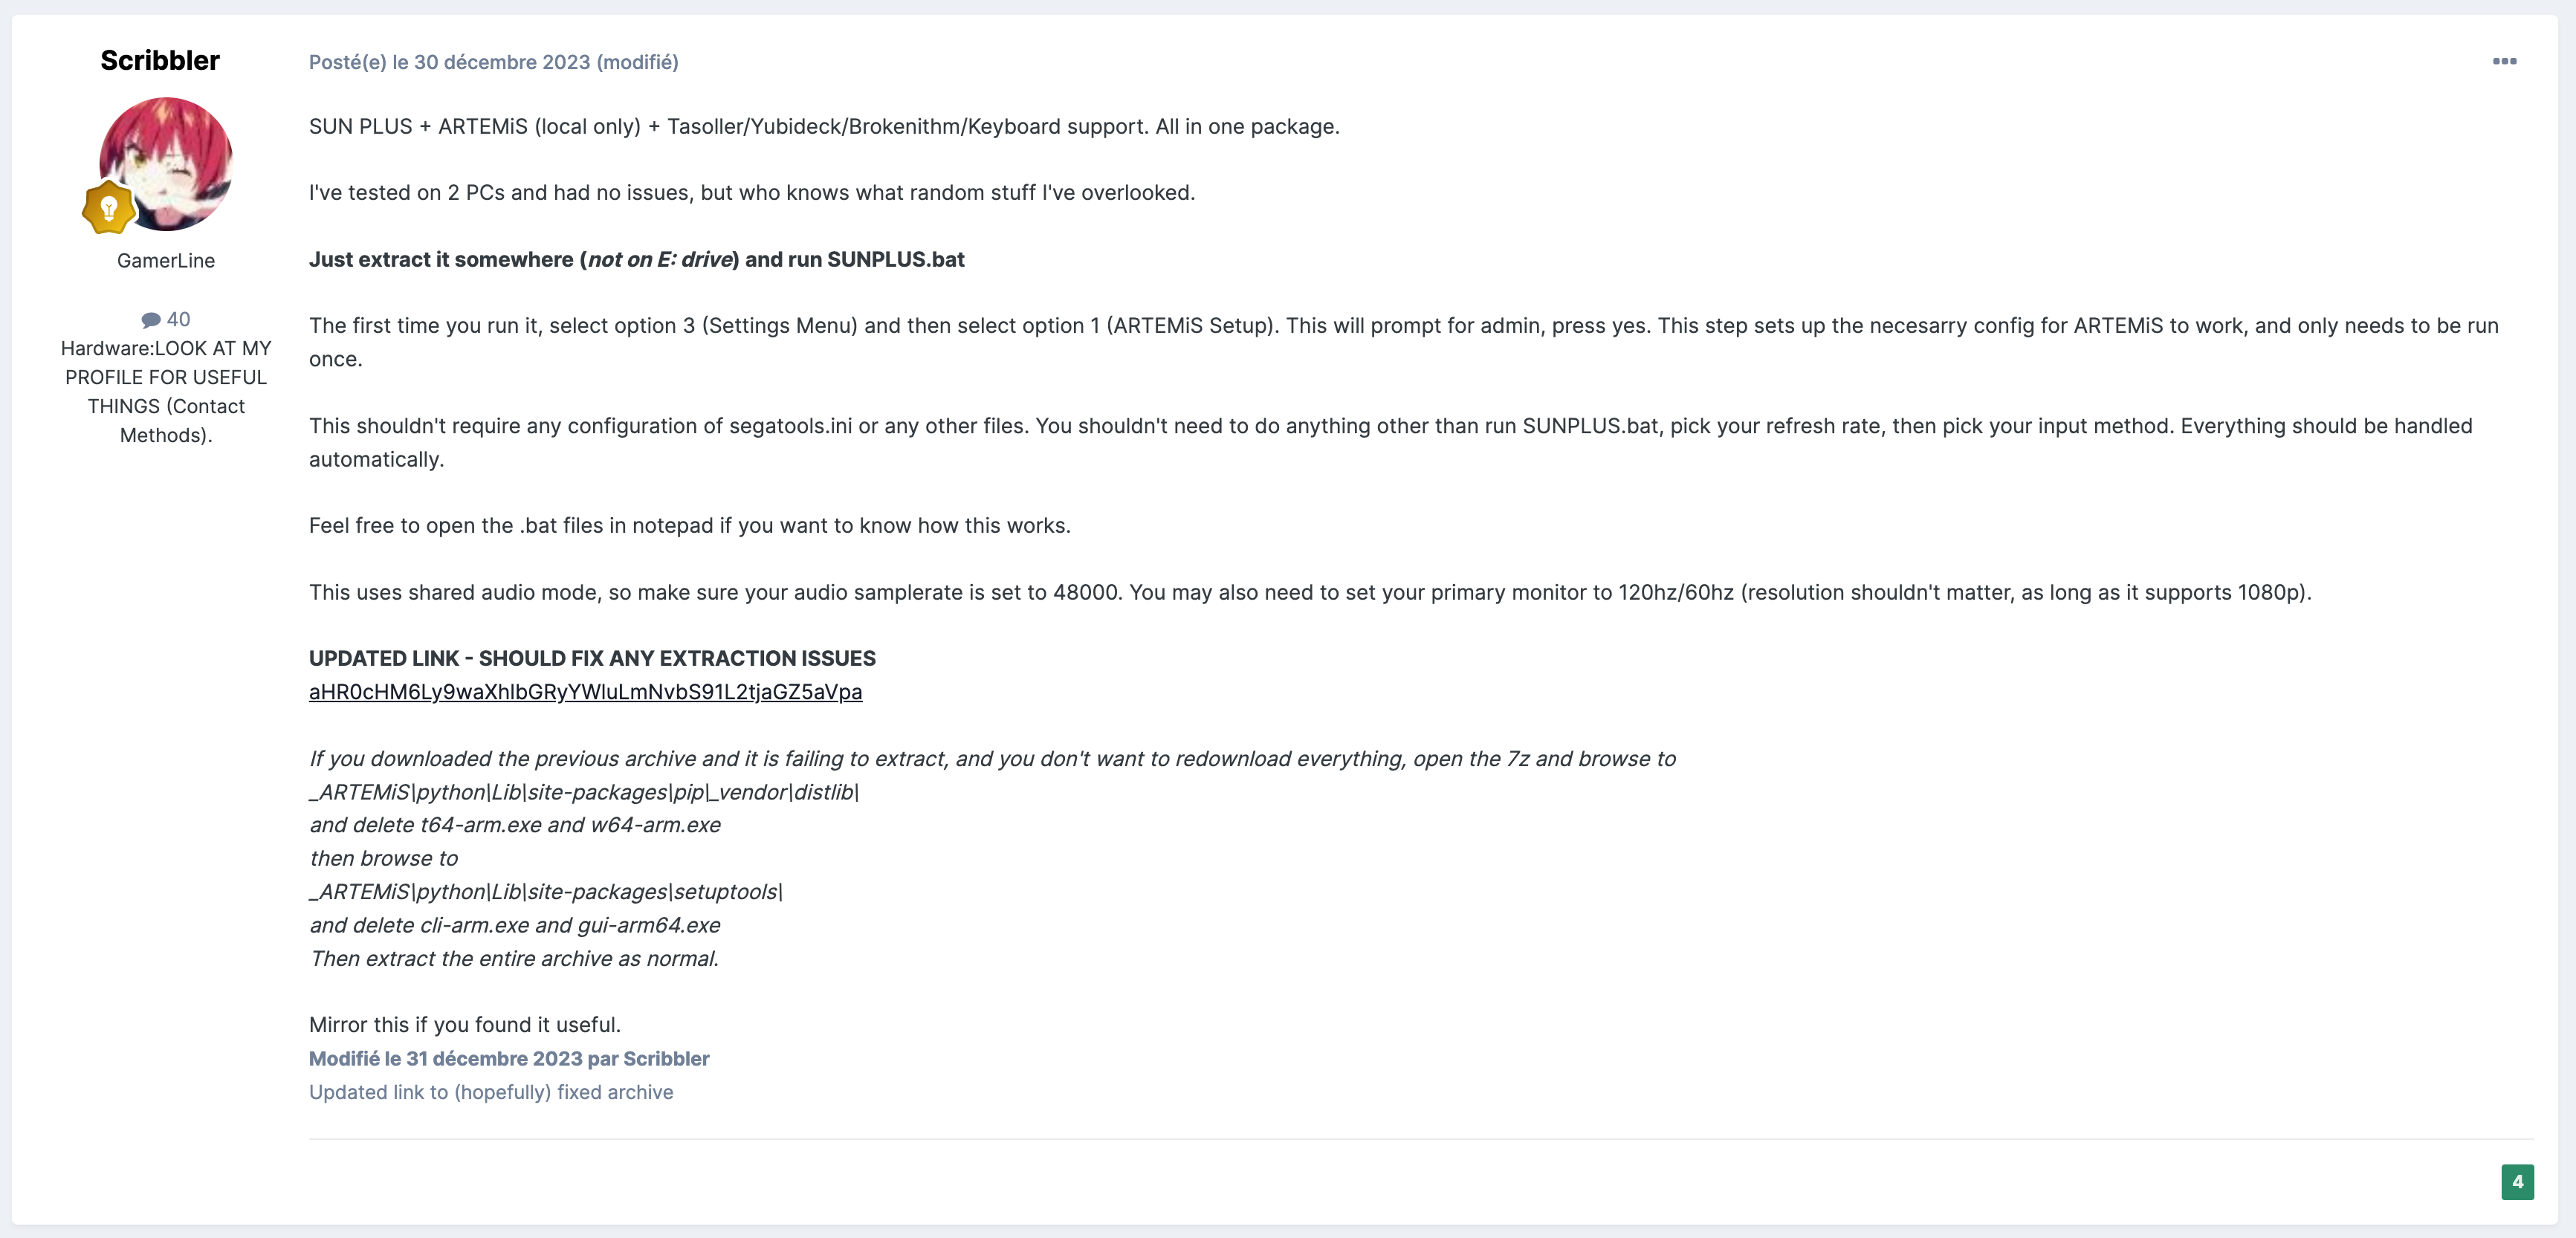 Scribbler
Posté(e) le 30 décembre 2023 (modifié)
GamerLine
40
Hardware:LOOK AT MY
PROFILE FOR USEFUL
THINGS (Contact
Methods).
SUN PLUS + ARTEMiS (local only) + Tasoller/Yubideck/Brokenithm/Keyboard support. All in one package.
I've tested on 2 PCs and had no issues, but who knows what random stuff I've overlooked.
Just extract it somewhere (not on E: drive) and run SUNPLUS.bat
The first time you run it, select option 3 (Settings Menu) and then select option 1 (ARTEMiS Setup). This will prompt for admin, press yes. This step sets up the necesarry config for ARTEMiS to work, and only needs to be run
once.
This shouldn't require any configuration of segatools.ini or any other files. You shouldn't need to do anything other than run SUNPLUS.bat, pick your refresh rate, then pick your input method. Everything should be handled
automatically.
Feel free to open the .bat files in notepad if you want to know how this works.
This uses shared audio mode, so make sure your audio samplerate is set to 48000. You may also need to set your primary monitor to 120hz/60hz (resolution shouldn't matter, as long as it supports 1080p).
UPDATED LINK - SHOULD FIX ANY EXTRACTION ISSUES
aHR0cHM6Ly9waXhlbGRyYWluLmNvbS91L2tjaGZ5aVpa
If you downloaded the previous archive and it is failing to extract, and you don't want to redownload everything, open the 7z and browse to
_ARTEMiS\python\Lib\site-packages\pip\_vendor\distlib\
and delete t64-arm.exe and w64-arm.exe
then browse to
_ARTEMiS\python\Lib\site-packages\setuptools\
and delete cli-arm.exe and gui-arm64.exe
Then extract the entire archive as normal.
Mirror this if you found it useful.
Modifié le 31 décembre 2023 par Scribbler
Updated link to (hopefully) fixed archive
4